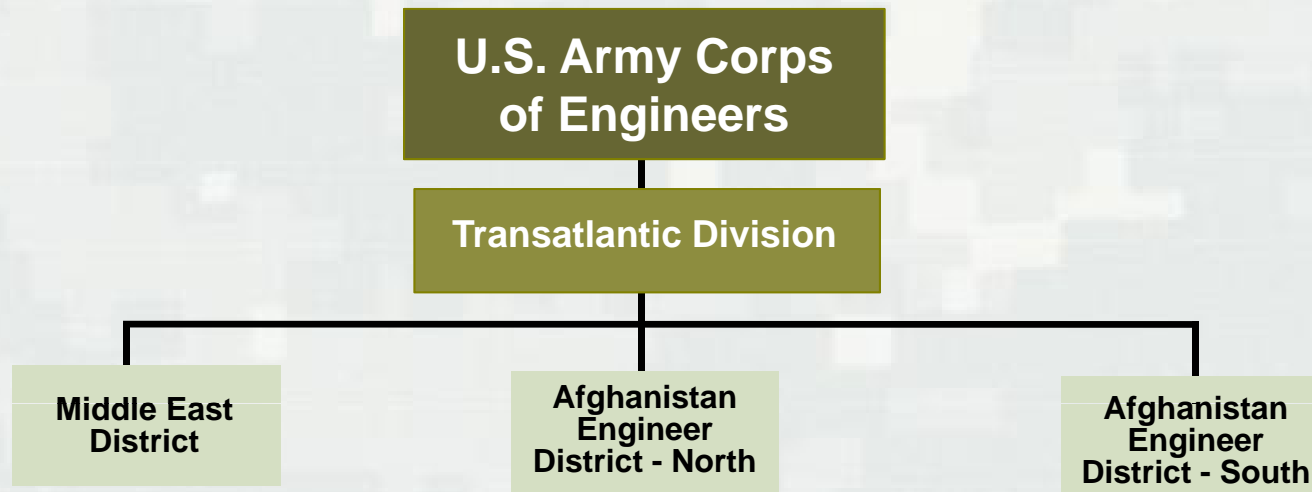 U.S. Army Corps
of Engineers
Transatlantic Division
Middle East
District
Afghanistan
Engineer
District - North
Afghanistan
Engineer
District - South